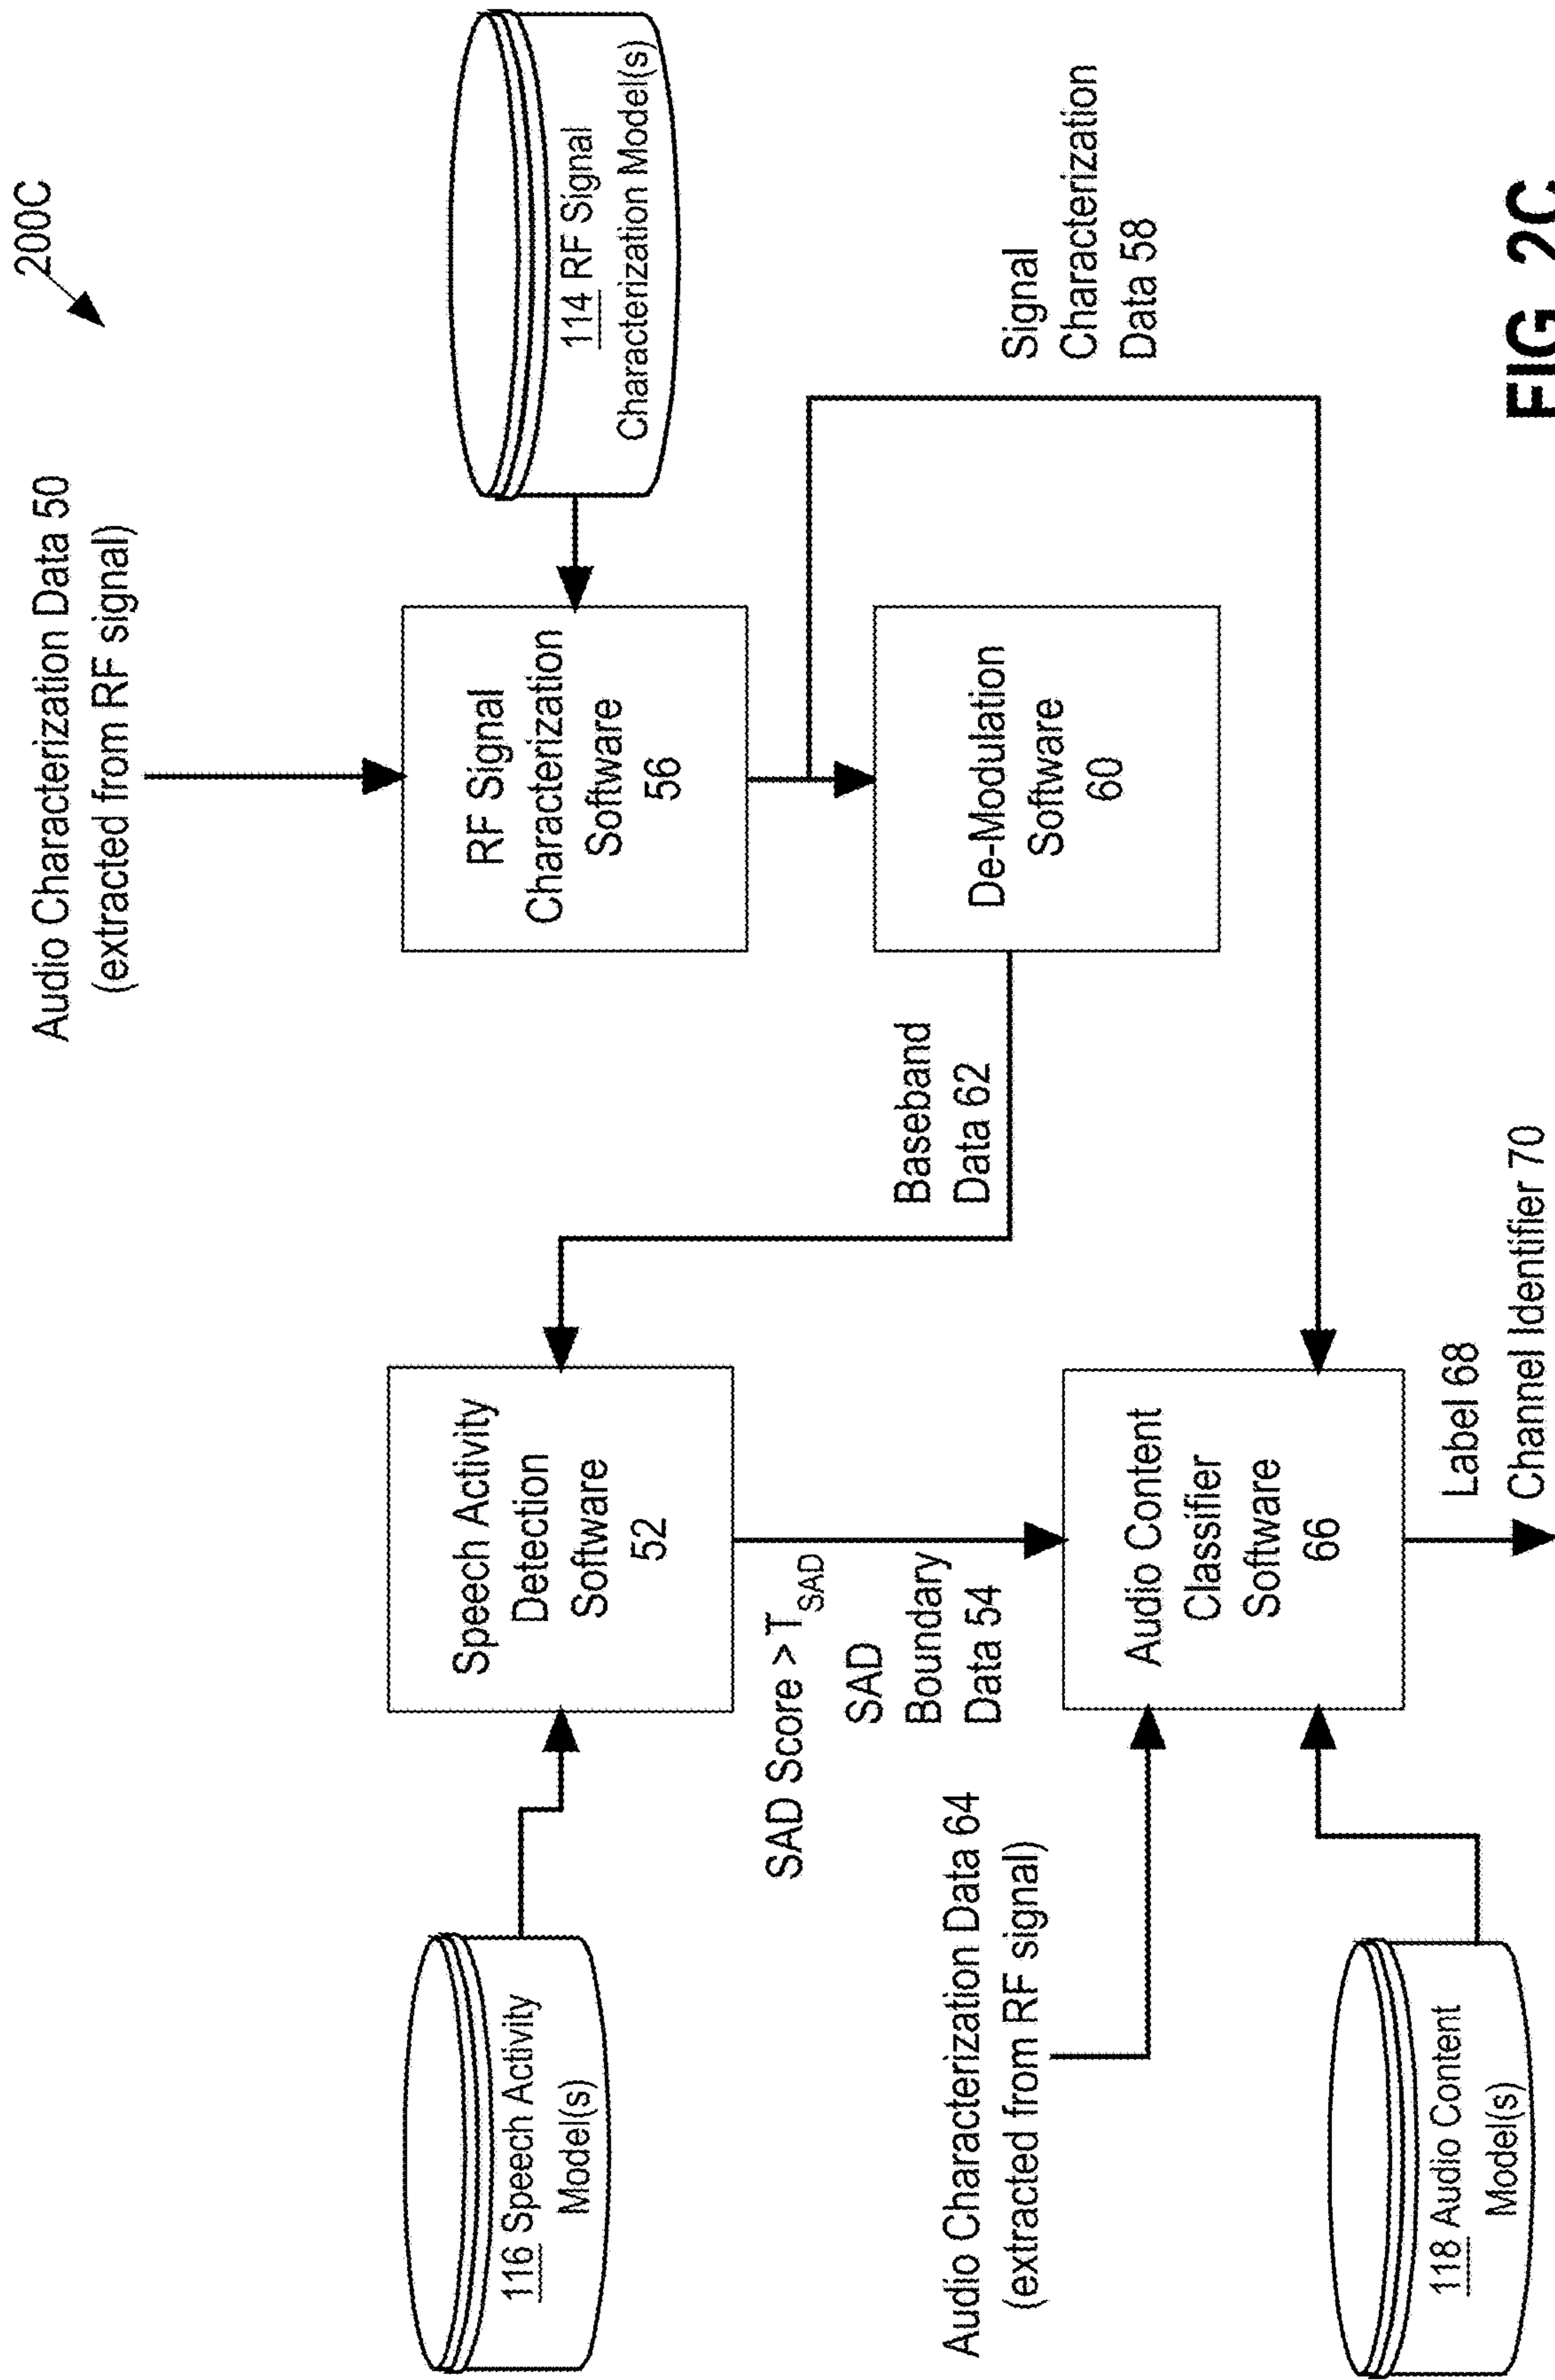 200C
Audio Characterization Data 50
(extracted from RF signal)
114 RF Signal
Characterization Model(s)
RF Signal
Characterization
Software
56
Signal
Characterization
Data 58
De-Modulation
Software
60
Baseband
Data 62
116 Speech Activity
Model(s)
Speech Activity
Detection
Software
52
SAD Score > TSAD
SAD
Boundary
Data 54
Audio Characterization Data 64
(extracted from RF signal)
118 Audio Content
Model(s)
Audio Content
Classifier
Software
66
Label 68
Channel Identifier 70
FIG. 2C